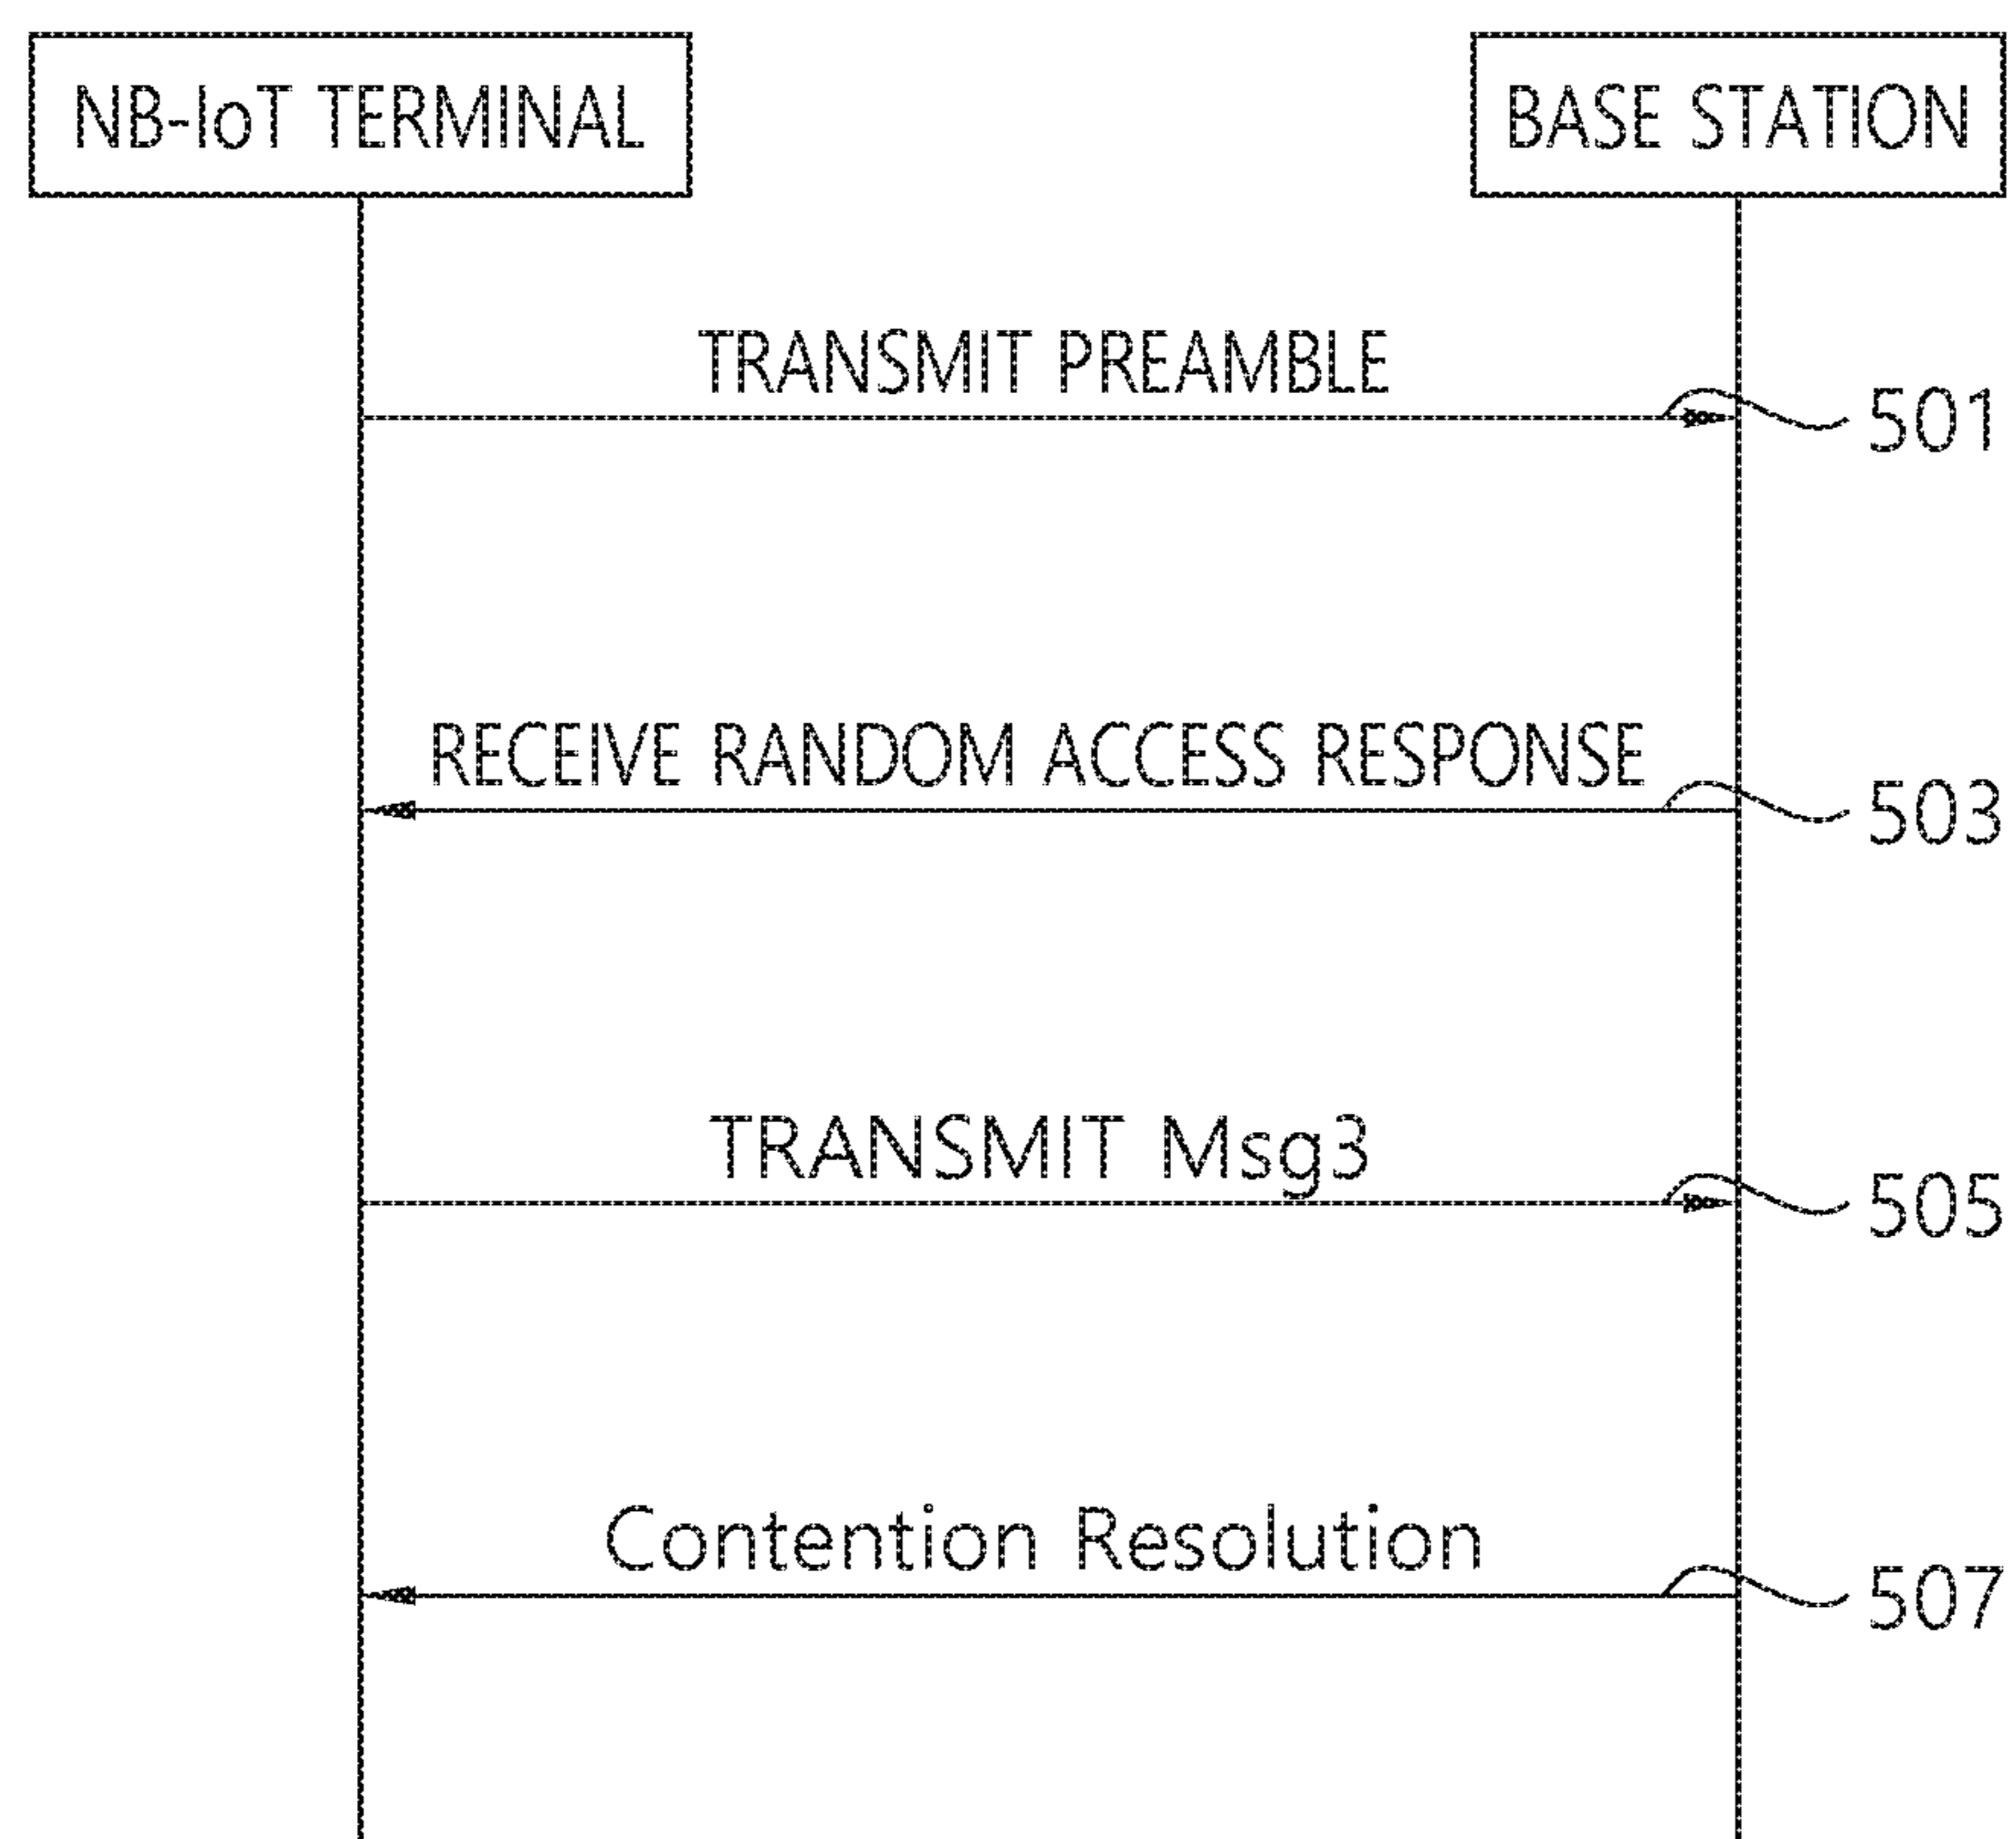 NB-IoT TERMINAL
BASE STATION
TRANSMIT PREAMBLE
501
RECEIVE RANDOM ACCESS RESPONSE
503
TRANSMIT Msg3
505
Contention Resolution
507